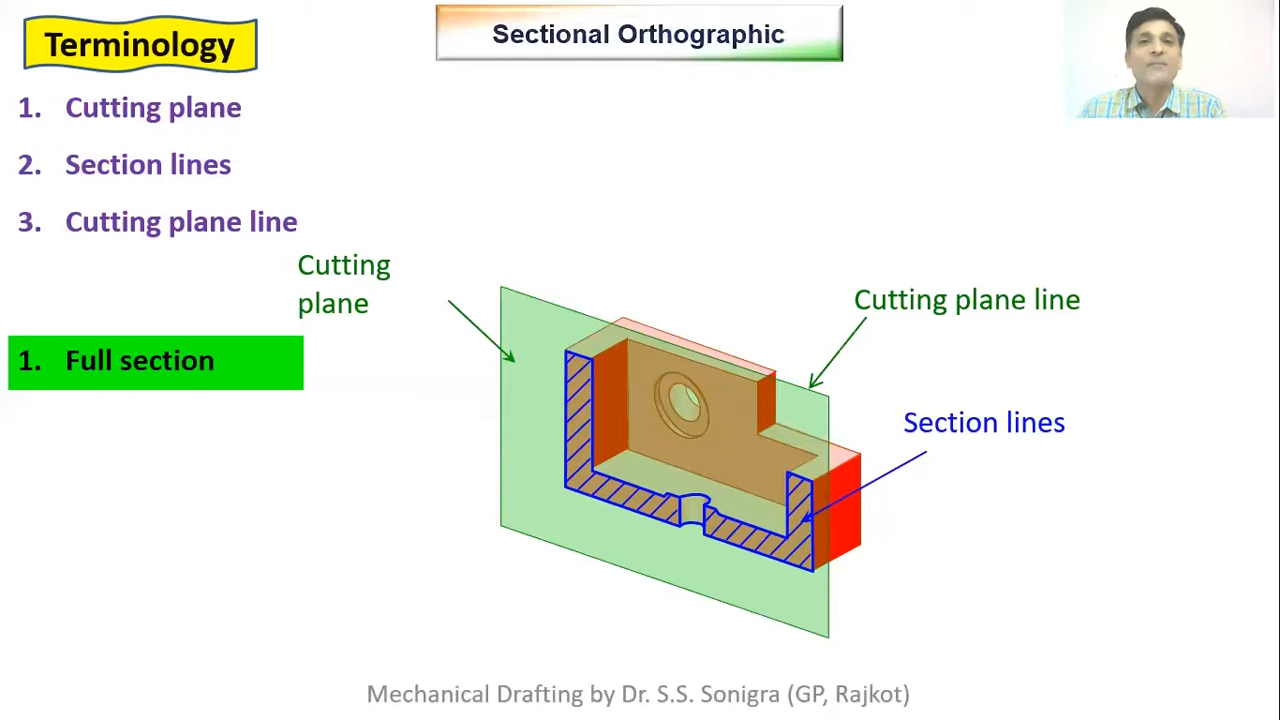 Terminology
Sectional Orthographic
1. Cutting plane
2. Section lines
3. Cutting plane line
Cutting
plane
Cutting plane line
1. Full section
Section lines
Mechanical Drafting by Dr. S.S. Sonigra (GP, Rajkot)